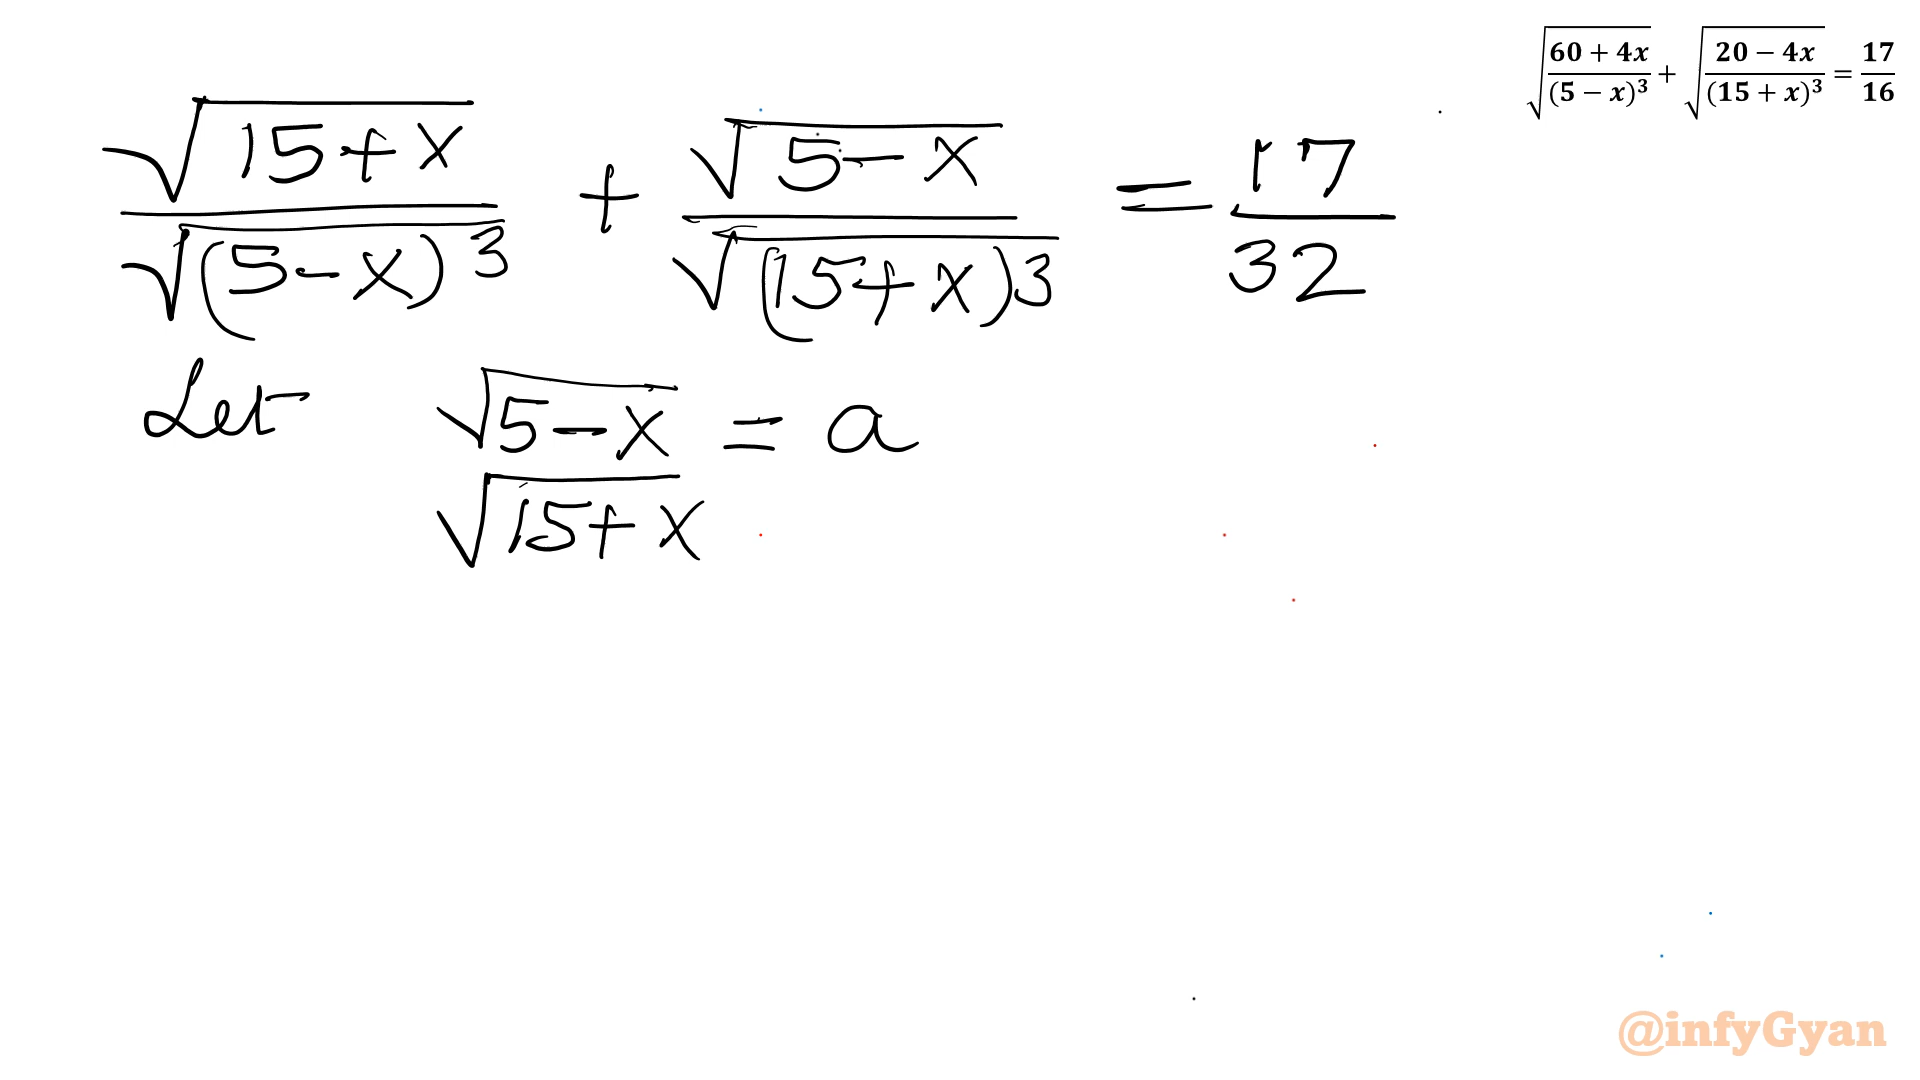 √(60 + 4x)/(5 − x)³ + √(20 − 4x)/(15 + x)³ = 17/16
√15+x/√(5−x)³ + √5−x/√(15+x)³ = 17/32
Let √5−x = a
√15+x
@infyGyan